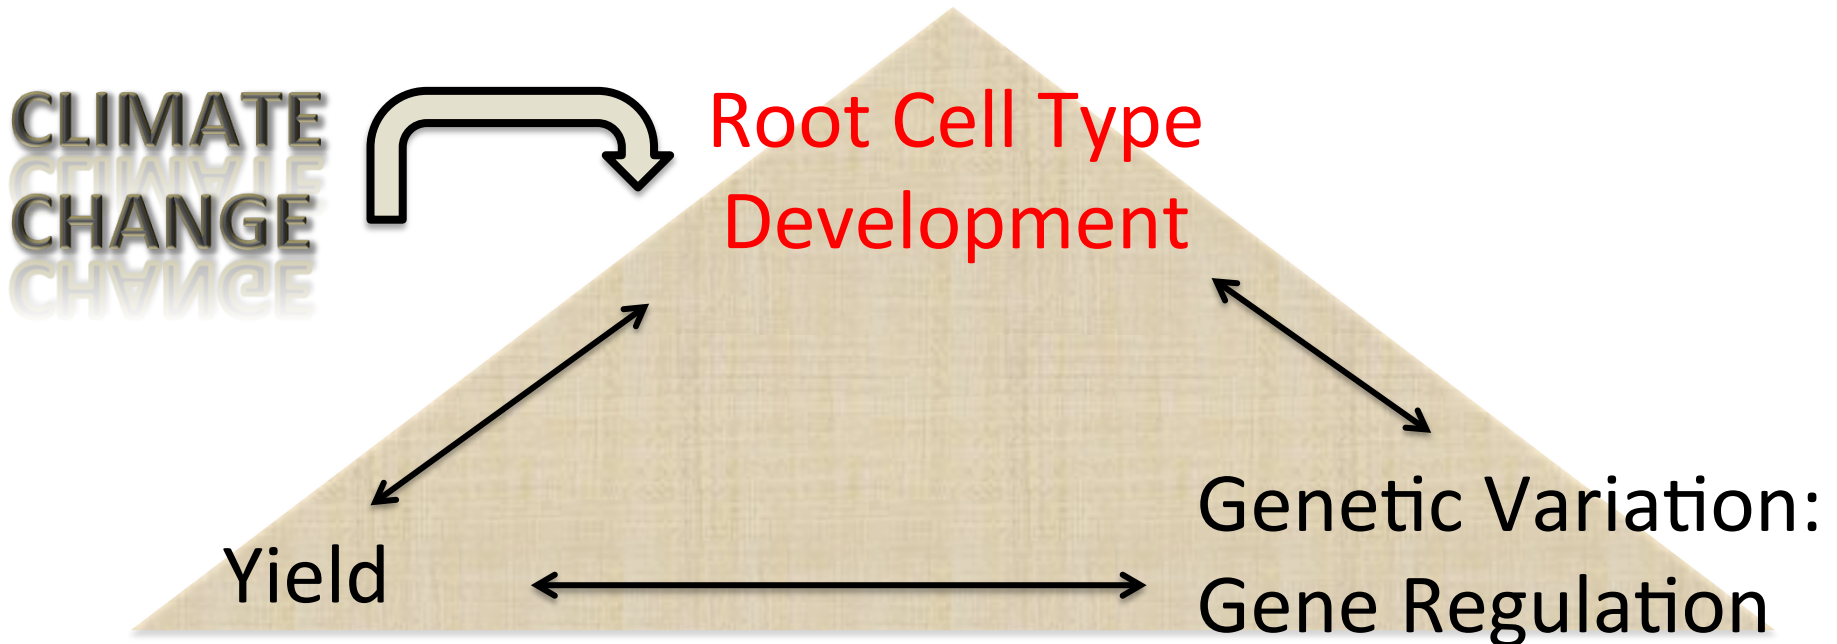 CLIMATE
CHANGE
Root Cell Type
Development
Yield
Genetic Variation:
Gene Regulation